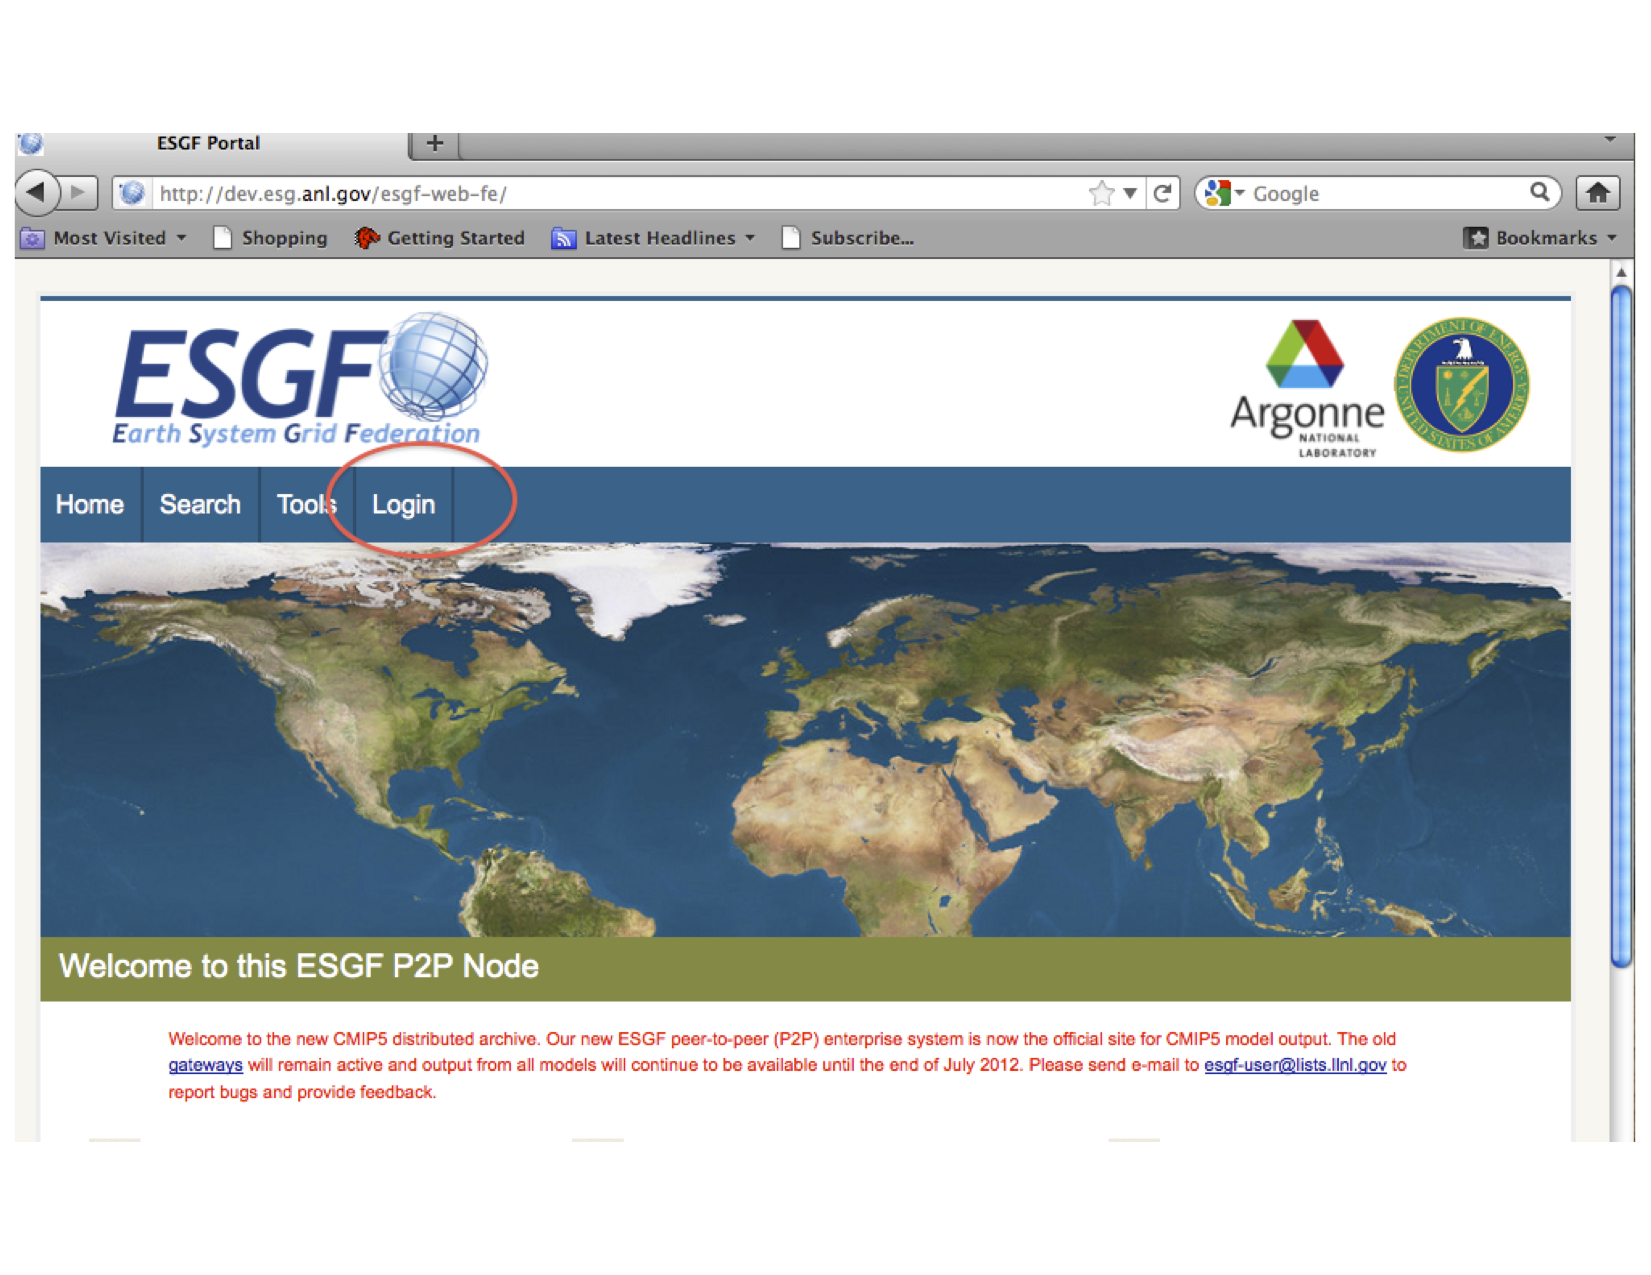 ESGF Portal
+
http://dev.esg.anl.gov/esgf-web-fe/
Google
Most Visited
Shopping
Getting Started
Latest Headlines
Subscribe...
Bookmarks
ESGF
Earth System Grid Federation
Argonne
NATIONAL
LABORATORY
DEPARTMENT OF ENERGY
UNITED STATES OF AMERICA
Home
Search
Tools
Login
Welcome to this ESGF P2P Node
Welcome to the new CMIP5 distributed archive. Our new ESGF peer-to-peer (P2P) enterprise system is now the official site for CMIP5 model output. The old
gateways will remain active and output from all models will continue to be available until the end of July 2012. Please send e-mail to esgf-user@lists.llnl.gov to
report bugs and provide feedback.